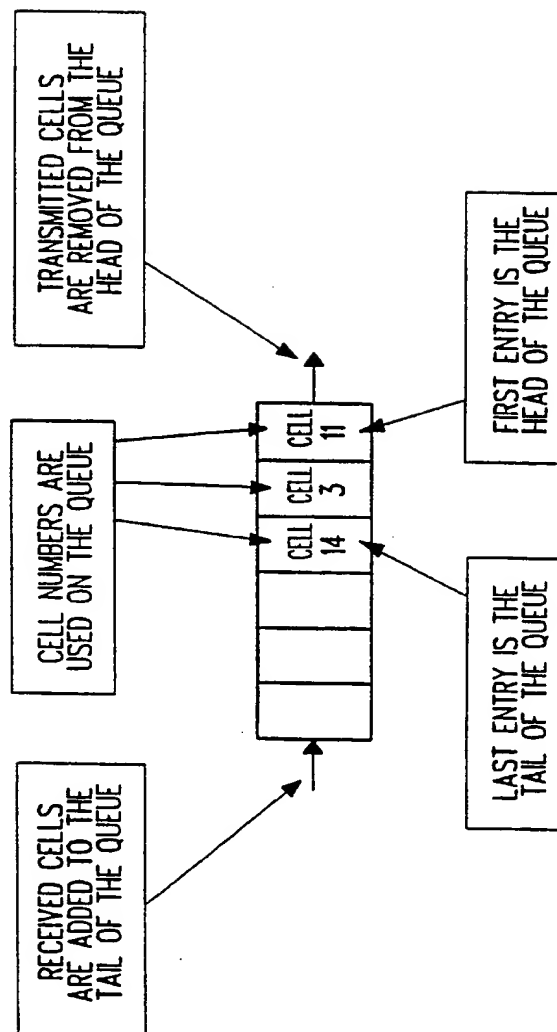 RECEIVED CELLS
ARE ADDED TO THE
TAIL OF THE QUEUE
CELL NUMBERS ARE
USED ON THE QUEUE
TRANSMITTED CELLS
ARE REMOVED FROM THE
HEAD OF THE QUEUE
CELL
14
CELL
3
CELL
11
LAST ENTRY IS THE
TAIL OF THE QUEUE
FIRST ENTRY IS THE
HEAD OF THE QUEUE